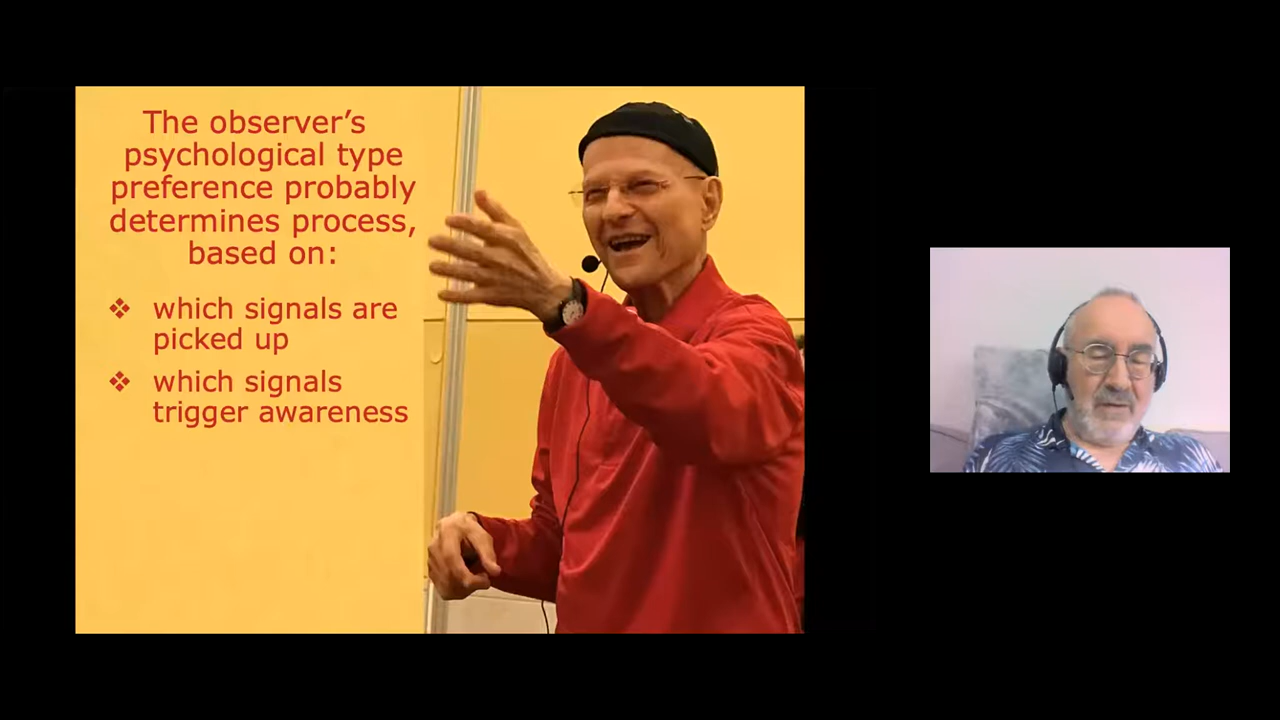 The observer’s
psychological type
preference probably
determines process,
based on:
❖ which signals are
picked up
❖ which signals
trigger awareness